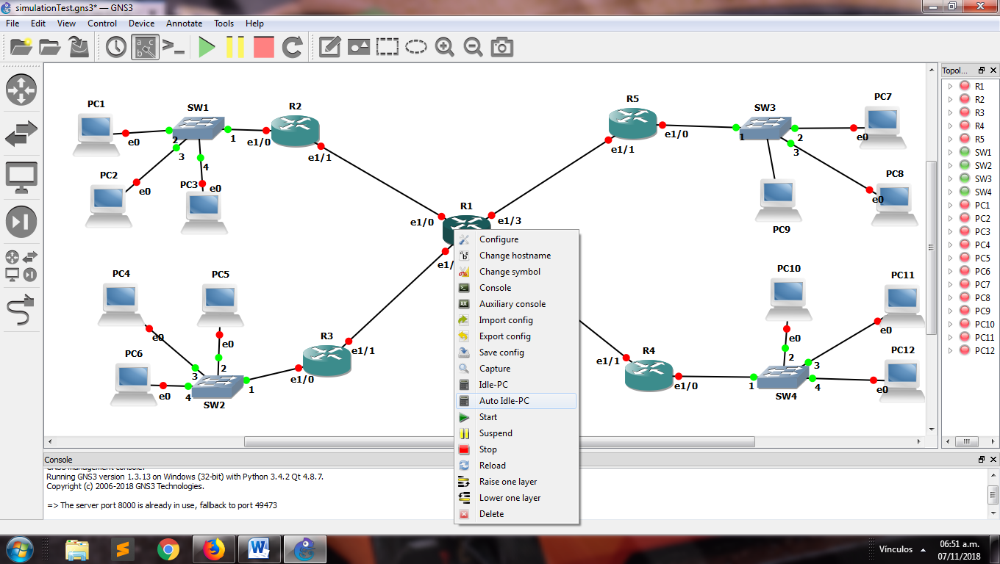 simulationTest.gns3* — GNS3
File Edit View Control Device Annotate Tools Help
Topol...
PC1
SW1
R2
e0
2
1
e1/0
3
4
e1/1
PC2
e0
PC3
e0
R5
e1/0
e1/1
SW3
1
2
3
PC7
e0
PC8
e0
PC9
R1
e1/0
e1/3
e1/
PC4
e0
PC5
e0
PC6
e0
3
2
4
1
SW2
R3
e1/1
e1/0
R4
e1/1
e1/0
PC10
e0
2
PC11
e0
3
1
4
SW4
PC12
e0
Configure
Change hostname
Change symbol
Console
Auxiliary console
Import config
Export config
Save config
Capture
Idle-PC
Auto Idle-PC
Start
Suspend
Stop
Reload
Raise one layer
Lower one layer
Delete
R1
R2
R3
R4
R5
SW1
SW2
SW3
SW4
PC1
PC2
PC3
PC4
PC5
PC6
PC7
PC8
PC9
PC10
PC11
PC12
Console
GNS3 management console.
Running GNS3 version 1.3.13 on Windows (32-bit) with Python 3.4.2 Qt 4.8.7.
Copyright (c) 2006-2018 GNS3 Technologies.
=> The server port 8000 is already in use, fallback to port 49473
Vínculos
06:51 a.m.
07/11/2018